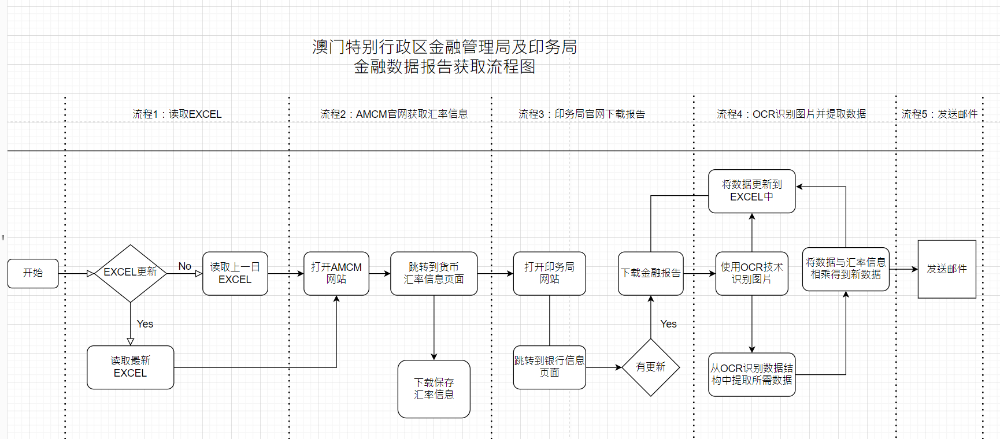 澳门特别行政区金融管理局及印务局
金融数据报告获取流程图
流程1：读取EXCEL
流程2：AMCM官网获取汇率信息
流程3：印务局官网下载报告
流程4：OCR识别图片并提取数据
流程5：发送邮件
开始
EXCEL更新
No
读取上一日
EXCEL
Yes
读取最新
EXCEL
打开AMCM
网站
跳转到货币
汇率信息页面
下载保存
汇率信息
打开印务局
网站
跳转到银行信息
页面
有更新
Yes
下载金融报告
将数据更新到
EXCEL中
使用OCR技术
识别图片
从OCR识别数据结
构中提取所需数据
将数据与汇率信息
相乘得到新数据
发送邮件